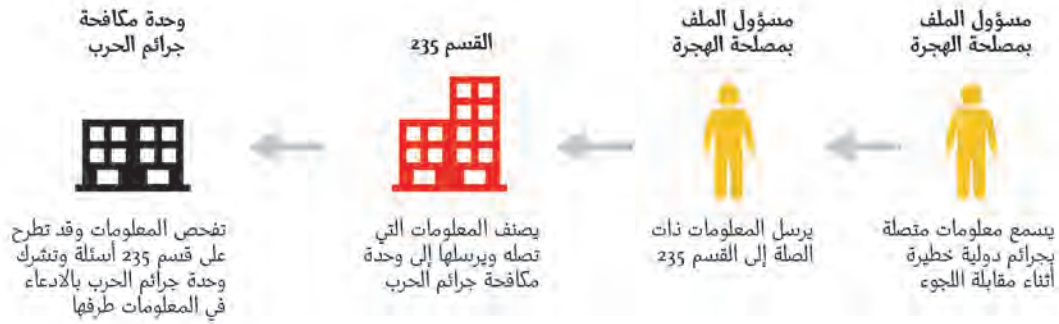 مسؤول الملف
بمصلحة الهجرة
يسمع معلومات متصلة
بجرائم دولية خطيرة
أثناء مقابلة اللجوء
مسؤول الملف
بمصلحة الهجرة
يرسل المعلومات ذات
الصلة إلى القسم 235
القسم 235
يصنف المعلومات التي
تصله ويرسلها إلى وحدة
مكافحة جرائم الحرب
وحدة مكافحة
جرائم الحرب
تفحص المعلومات وقد تطرح
على قسم 235 أسئلة وتشرك
وحدة جرائم الحرب بالادعاء
في المعلومات طرفها